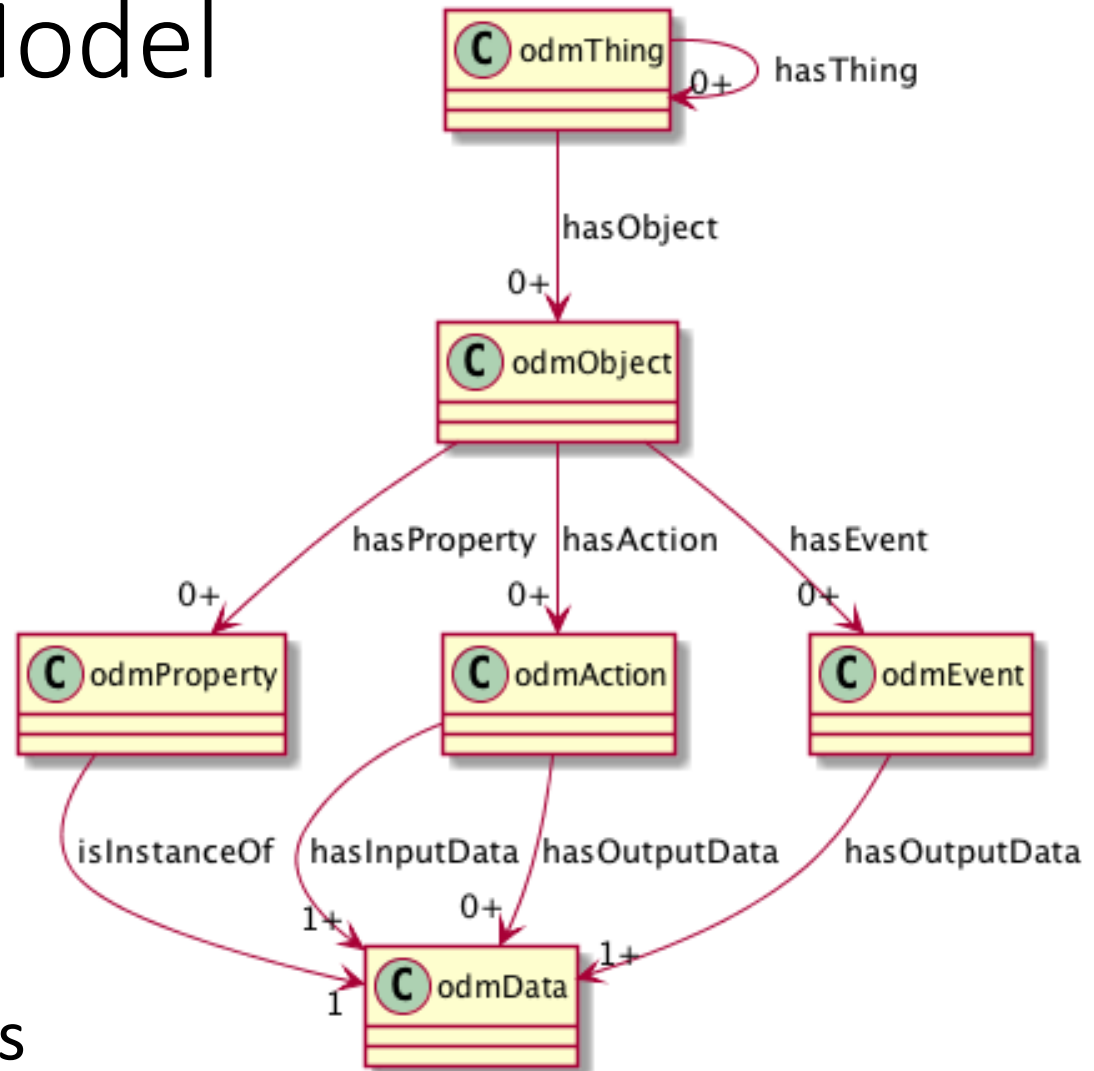 odel
C odmThing
0+
hasThing
hasObject
0+
C odmObject
hasProperty
hasAction
hasEvent
0+
0+
0+
C odmProperty
C odmAction
C odmEvent
isInstanceOf
hasInputData
hasOutputData
hasOutputData
1+
0+
1+
1
C odmData
s